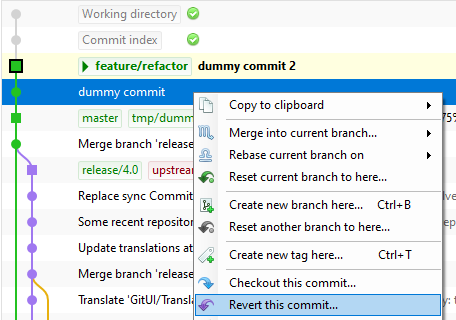 Working directory
Commit index
feature/refactor dummy commit 2
dummy commit
master tmp/dumm
Merge branch 'release
release/4.0 upstream
Replace sync Commit
Some recent repositor
Update translations at
Merge branch 'release
Translate 'GitUI/Transla
Copy to clipboard
Merge into current branch...
Rebase current branch on
Reset current branch to here...
Create new branch here... Ctrl+B
Reset another branch to here...
Create new tag here... Ctrl+T
Checkout this commit...
Revert this commit...